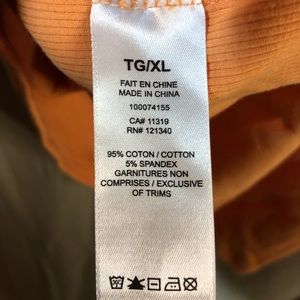 TG/XL
FAIT EN CHINE
MADE IN CHINA
100074155
CA# 11319
RN# 121340
95% COTON / COTTON
5% SPANDEX
GARNITURES NON
COMPRISES / EXCLUSIVE
OF TRIMS